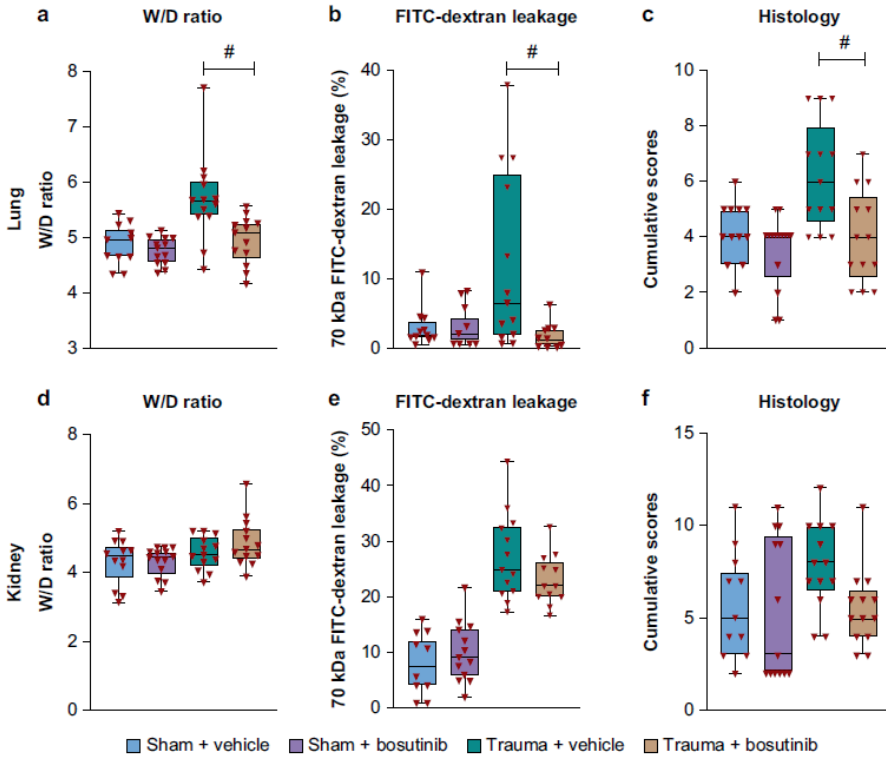 a W/D ratio
b FITC-dextran leakage
c Histology
#
#
#
Lung
W/D ratio
8
7
6
5
4
3
70 kDa FITC-dextran leakage (%)
40
30
20
10
0
Cumulative scores
10
8
6
4
2
0
d W/D ratio
e FITC-dextran leakage
f Histology
Kidney
W/D ratio
8
6
4
2
0
70 kDa FITC-dextran leakage (%)
50
40
30
20
10
0
Cumulative scores
15
10
5
0
Sham + vehicle Sham + bosutinib Trauma + vehicle Trauma + bosutinib